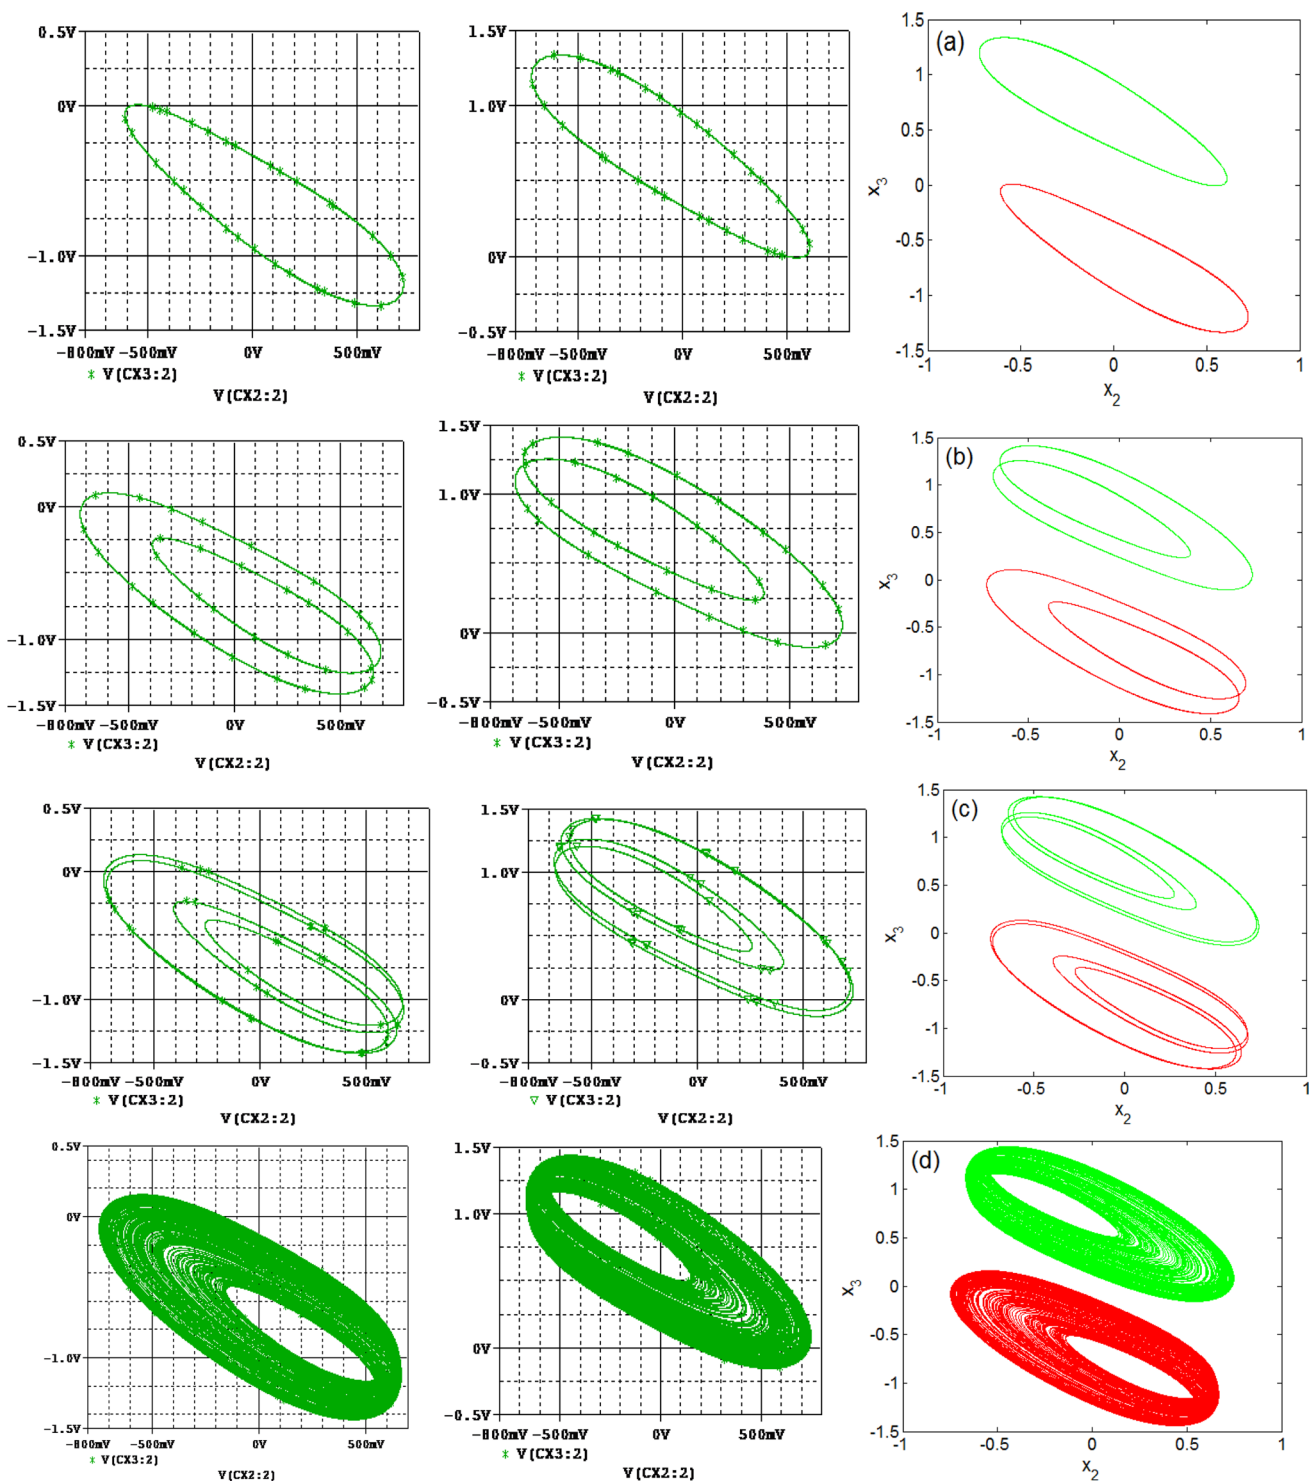 0.5V
0V
-1.0V
-1.5V
-800mV -500mV 0V 500mV
V(CX3:2)
V(CX2:2)
1.5V
1.0V
0V
-0.5V
-800mV -500mV 0V 500mV
V(CX3:2)
V(CX2:2)
(a)
1.5
1
0.5
0
-0.5
-1
-1.5
x3
-1 -0.5 0 0.5 1
x2
0.5V
0V
-1.0V
-1.5V
-800mV -500mV 0V 500mV
V(CX3:2)
V(CX2:2)
1.5V
1.0V
0V
-0.5V
-800mV -500mV 0V 500mV
V(CX3:2)
V(CX2:2)
(b)
1.5
1
0.5
0
-0.5
-1
-1.5
x3
-1 -0.5 0 0.5 1
x2
0.5V
0V
-1.0V
-1.5V
-800mV -500mV 0V 500mV
V(CX3:2)
V(CX2:2)
1.5V
1.0V
0V
-0.5V
-800mV -500mV 0V 500mV
V(CX3:2)
V(CX2:2)
(c)
1.5
1
0.5
0
-0.5
-1
-1.5
x3
-1 -0.5 0 0.5 1
x2
0.5V
0V
-1.0V
-1.5V
-800mV -500mV 0V 500mV
V(CX3:2)
V(CX2:2)
1.5V
1.0V
0V
-0.5V
-800mV -500mV 0V 500mV
V(CX3:2)
V(CX2:2)
(d)
1.5
1
0.5
0
-0.5
-1
-1.5
x3
-1 -0.5 0 0.5 1
x2